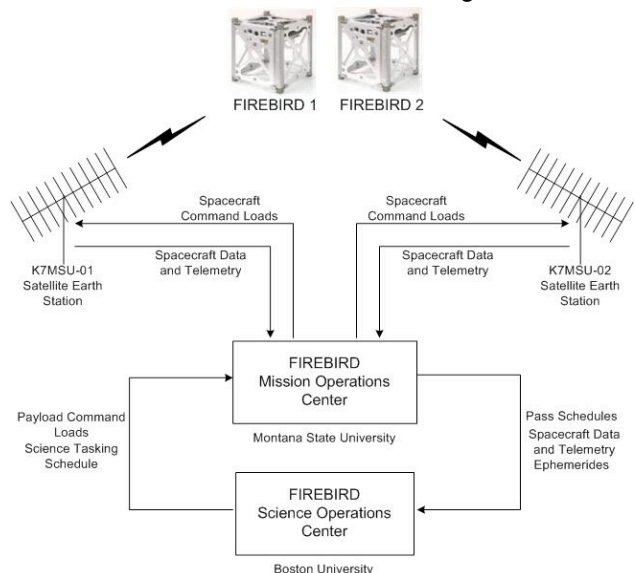 FIREBIRD 1
FIREBIRD 2
Spacecraft
Command Loads
Spacecraft
Command Loads
Spacecraft Data
and Telemetry
Spacecraft Data
and Telemetry
K7MSU-01
Satellite Earth
Station
K7MSU-02
Satellite Earth
Station
FIREBIRD
Mission Operations
Center
Montana State University
Payload Command
Loads
Science Tasking
Schedule
Pass Schedules
Spacecraft Data
and Telemetry
Ephemerides
FIREBIRD
Science Operations
Center
Boston University